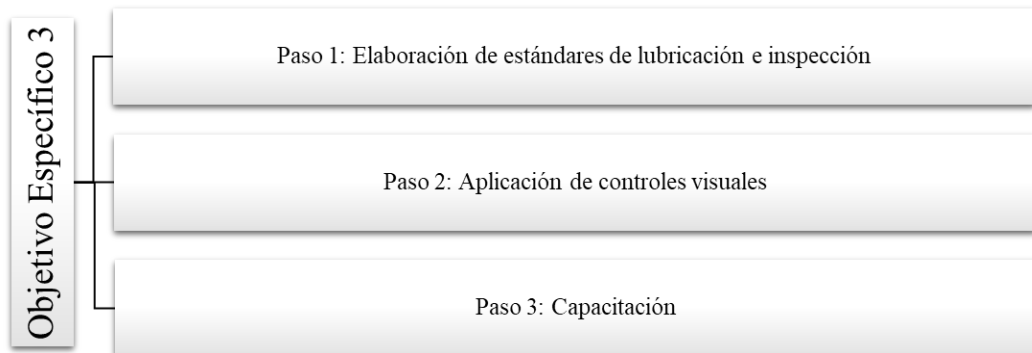 Objetivo Específico 3
Paso 1: Elaboración de estándares de lubricación e inspección
Paso 2: Aplicación de controles visuales
Paso 3: Capacitación